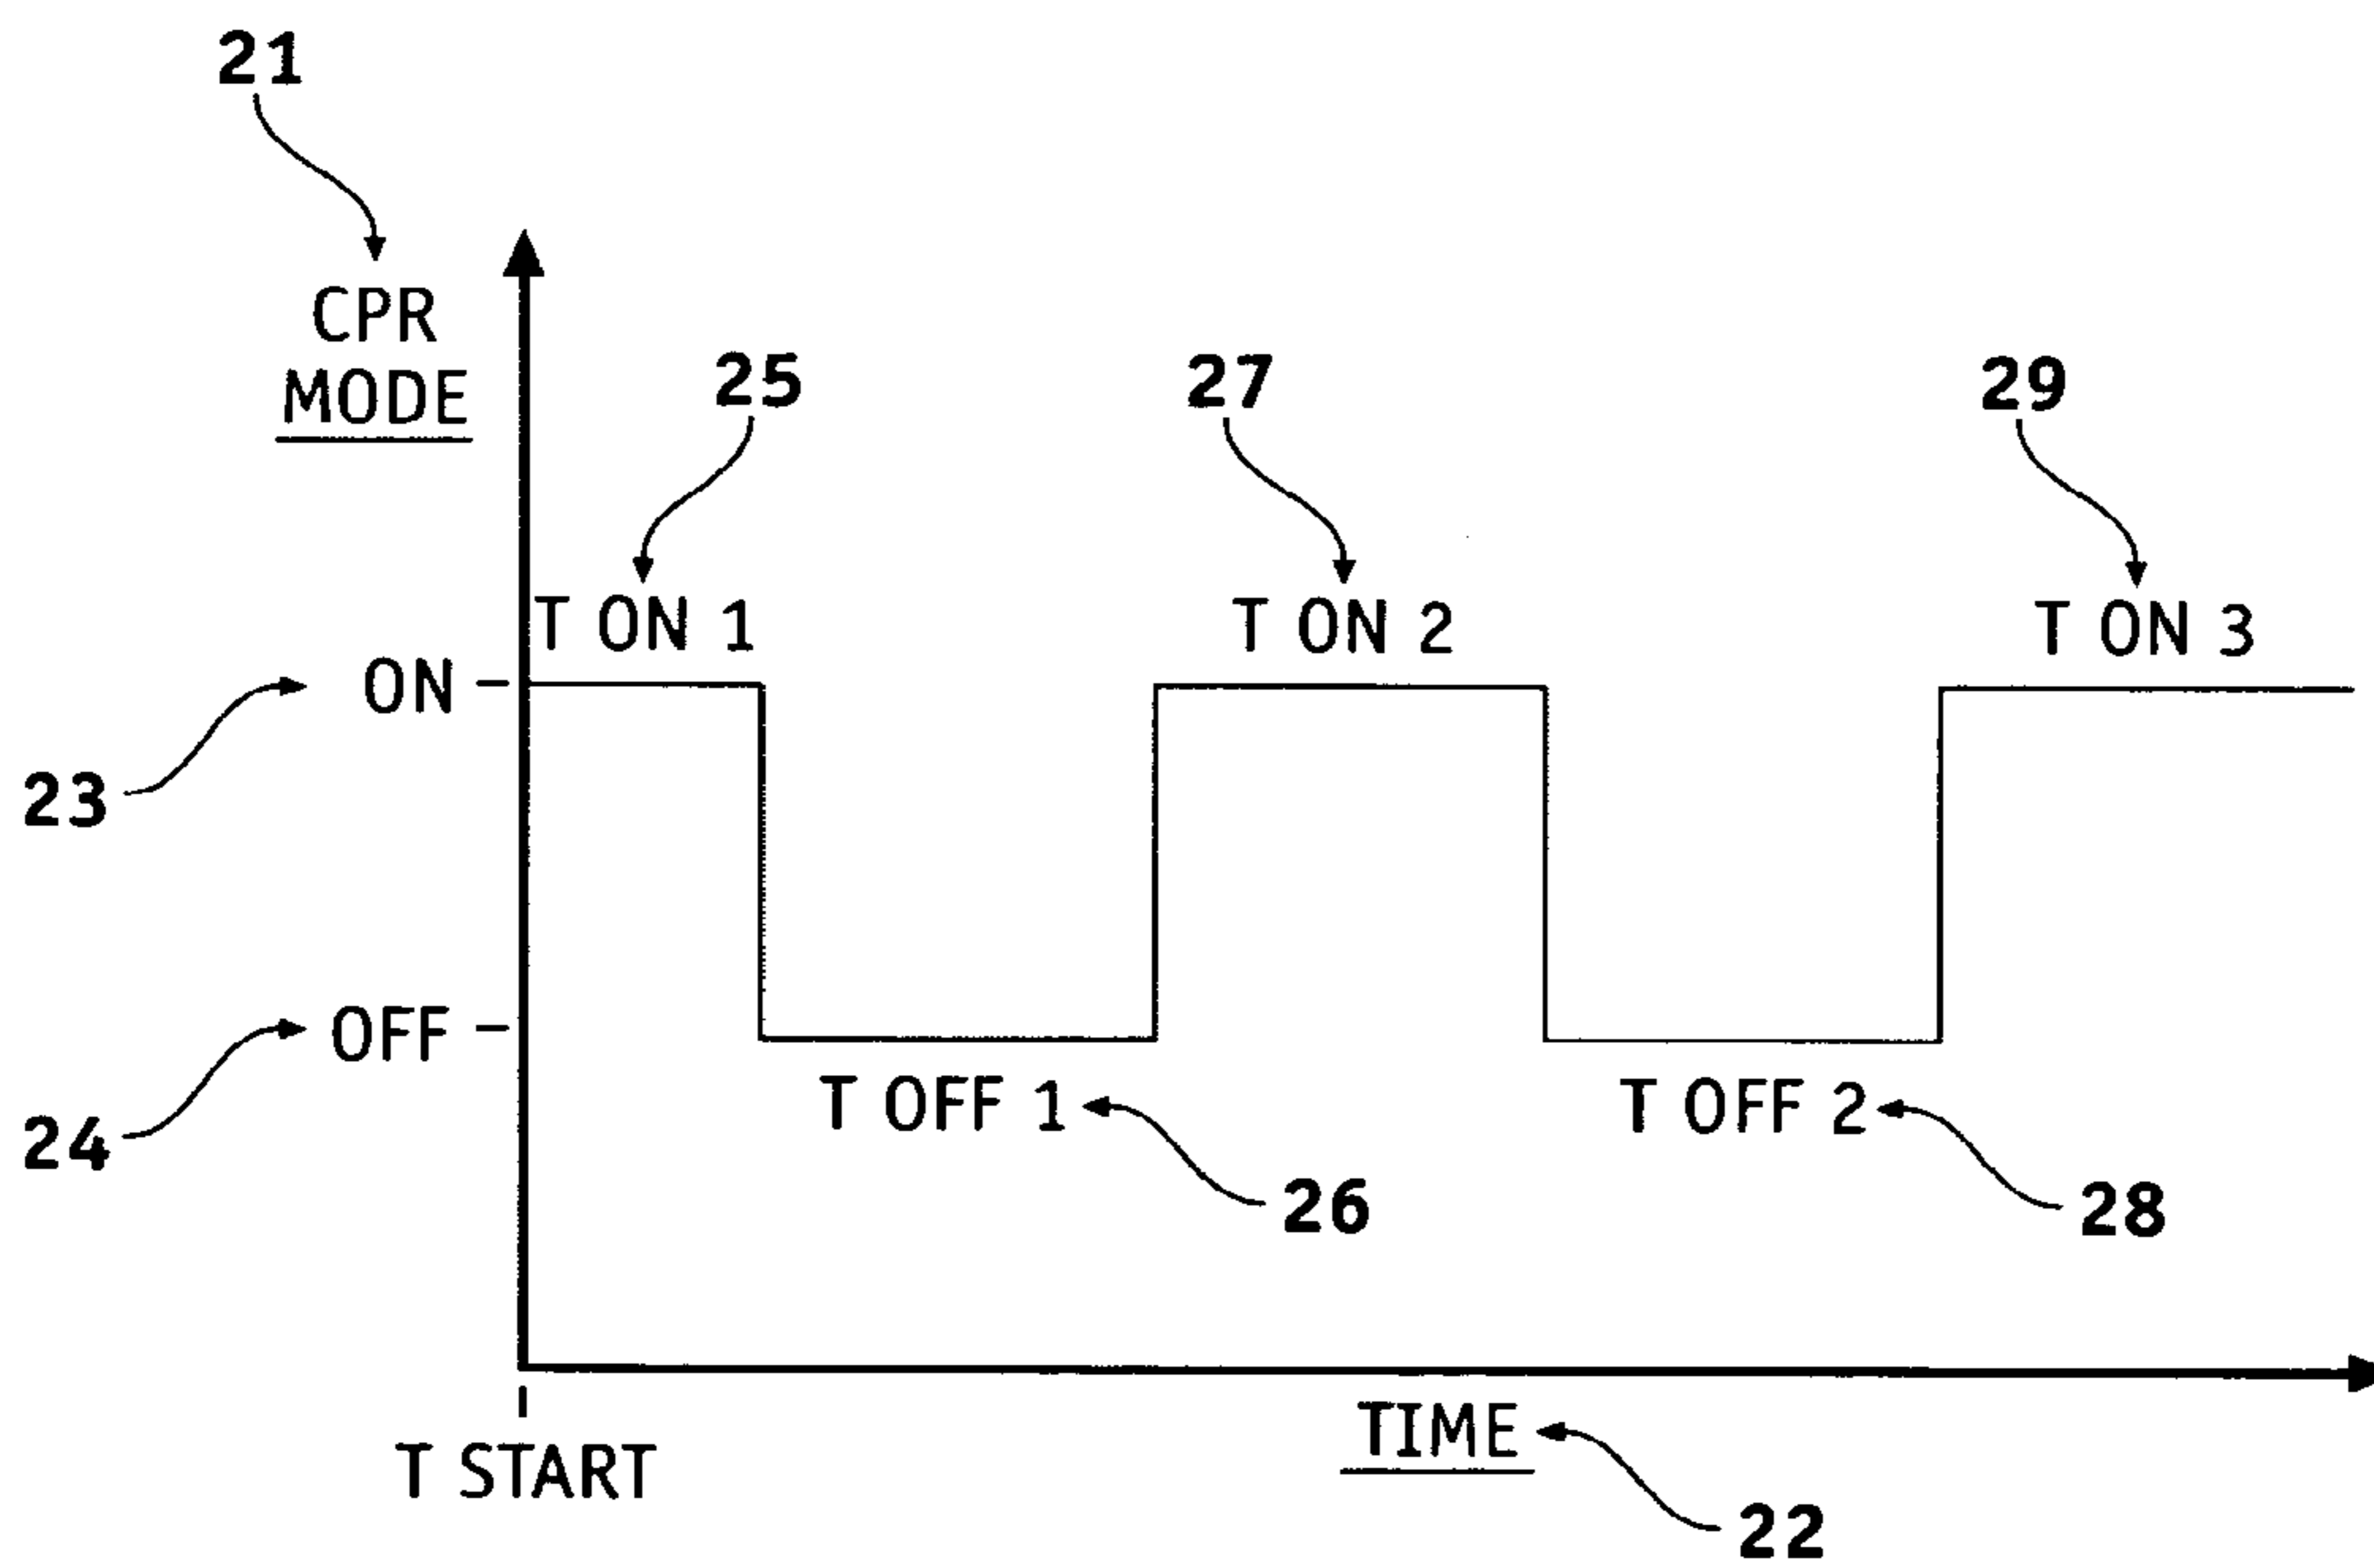 21
CPR
MODE
25
27
29
T ON 1
T ON 2
T ON 3
ON
23
OFF
24
T OFF 1
T OFF 2
26
28
TIME
T START
22